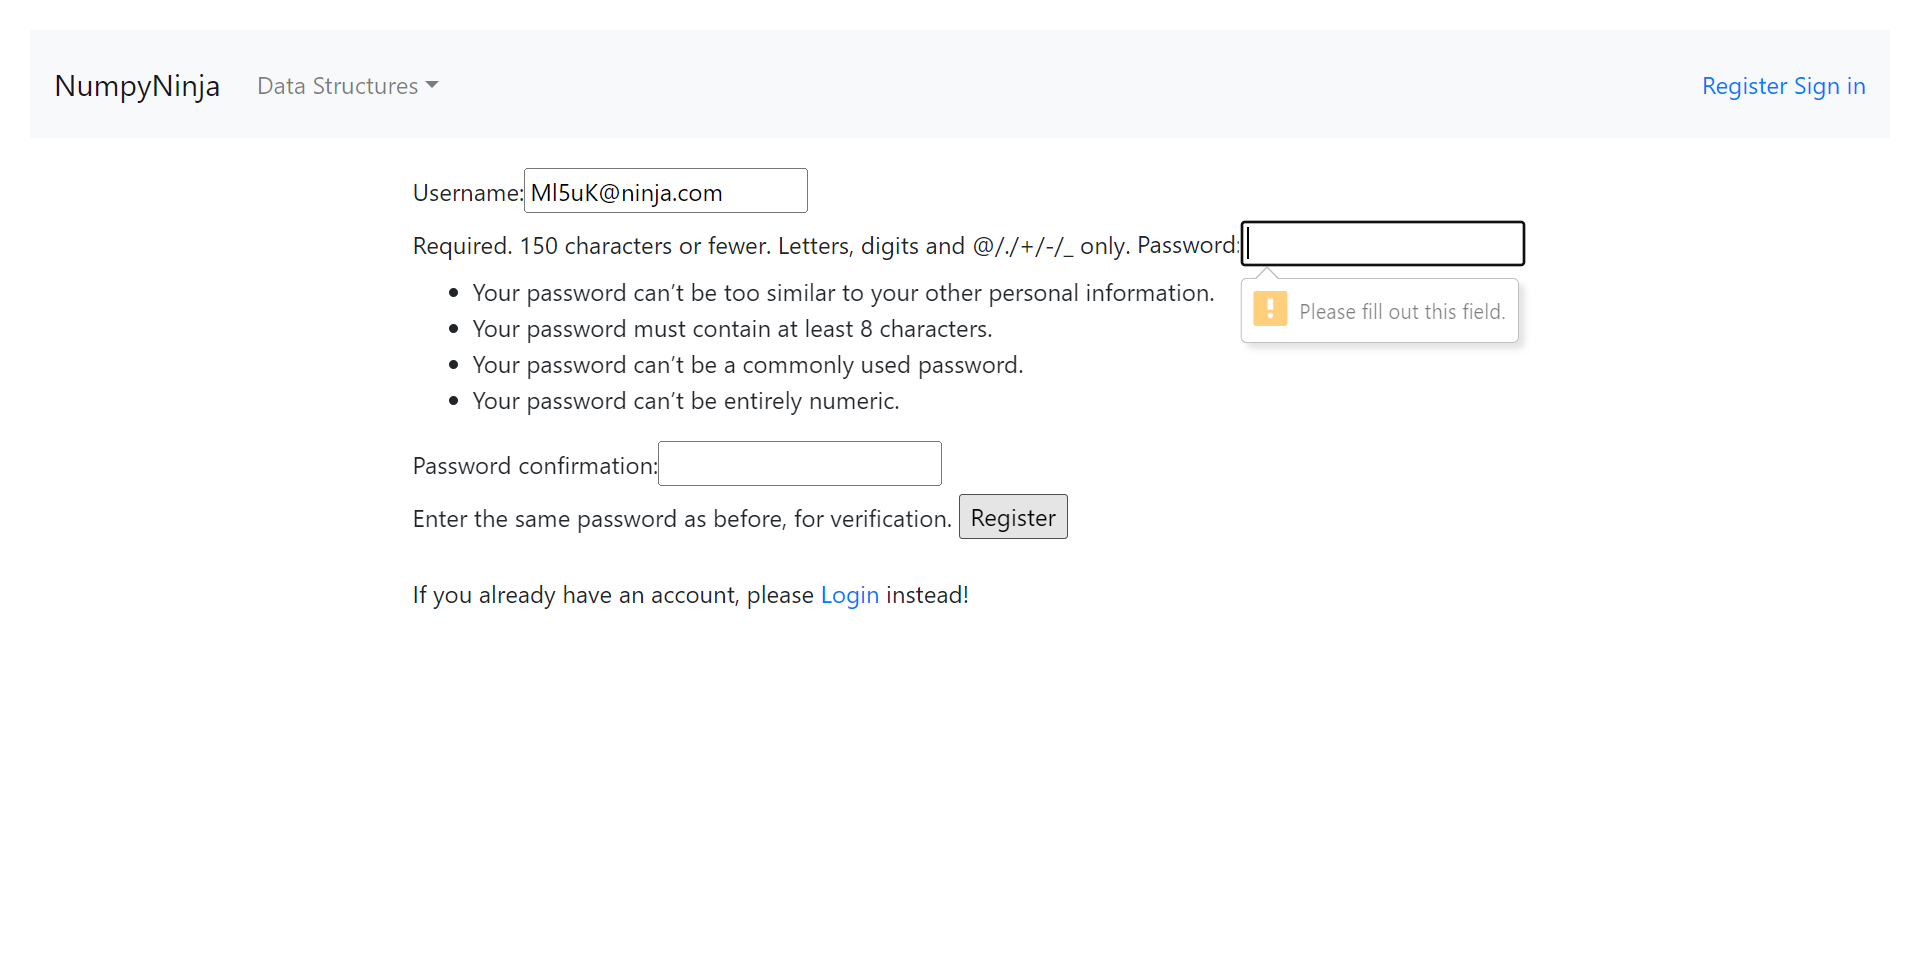 NumpyNinja Data Structures Register Sign in
Username: Ml5uK@ninja.com
Required. 150 characters or fewer. Letters, digits and @/./+/-/_ only. Password:
Please fill out this field.
Your password can’t be too similar to your other personal information.
Your password must contain at least 8 characters.
Your password can’t be a commonly used password.
Your password can’t be entirely numeric.
Password confirmation:
Enter the same password as before, for verification. Register
If you already have an account, please Login instead!